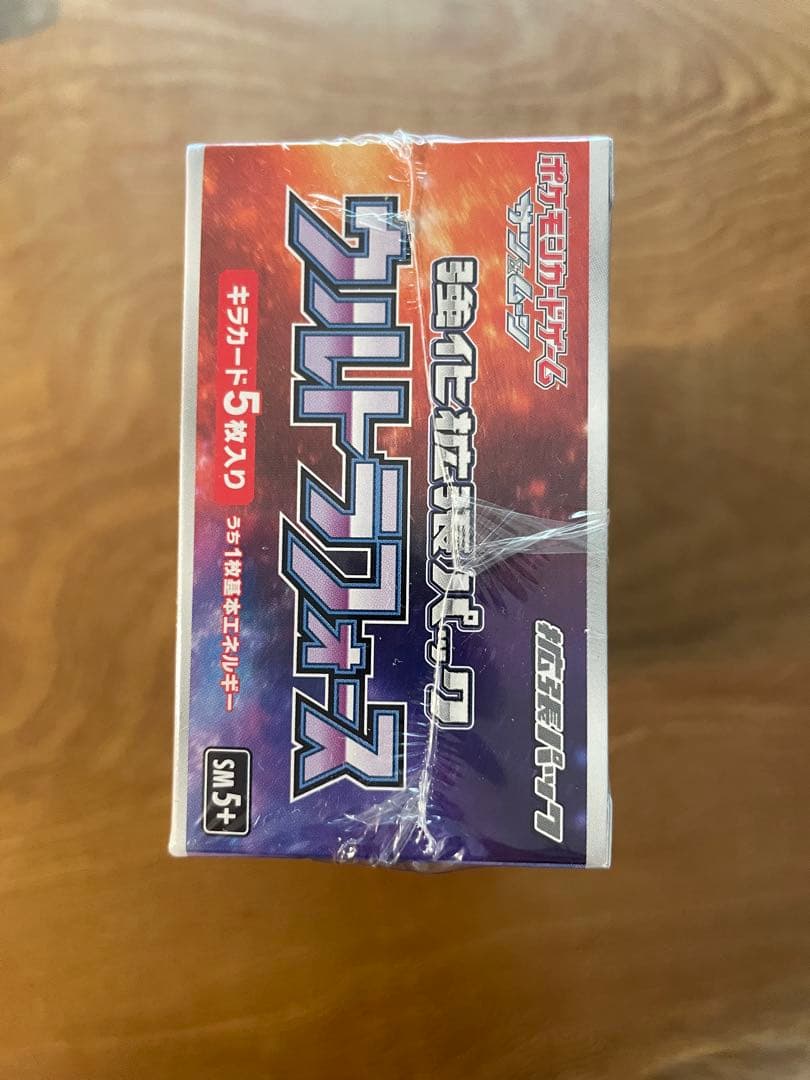 ポケモンカードゲーム
サン&ムーン
拡張パック
強化拡張パック
ウルトラフォース
キラカード5枚入り
うち1枚基本エネルギー
SM5+